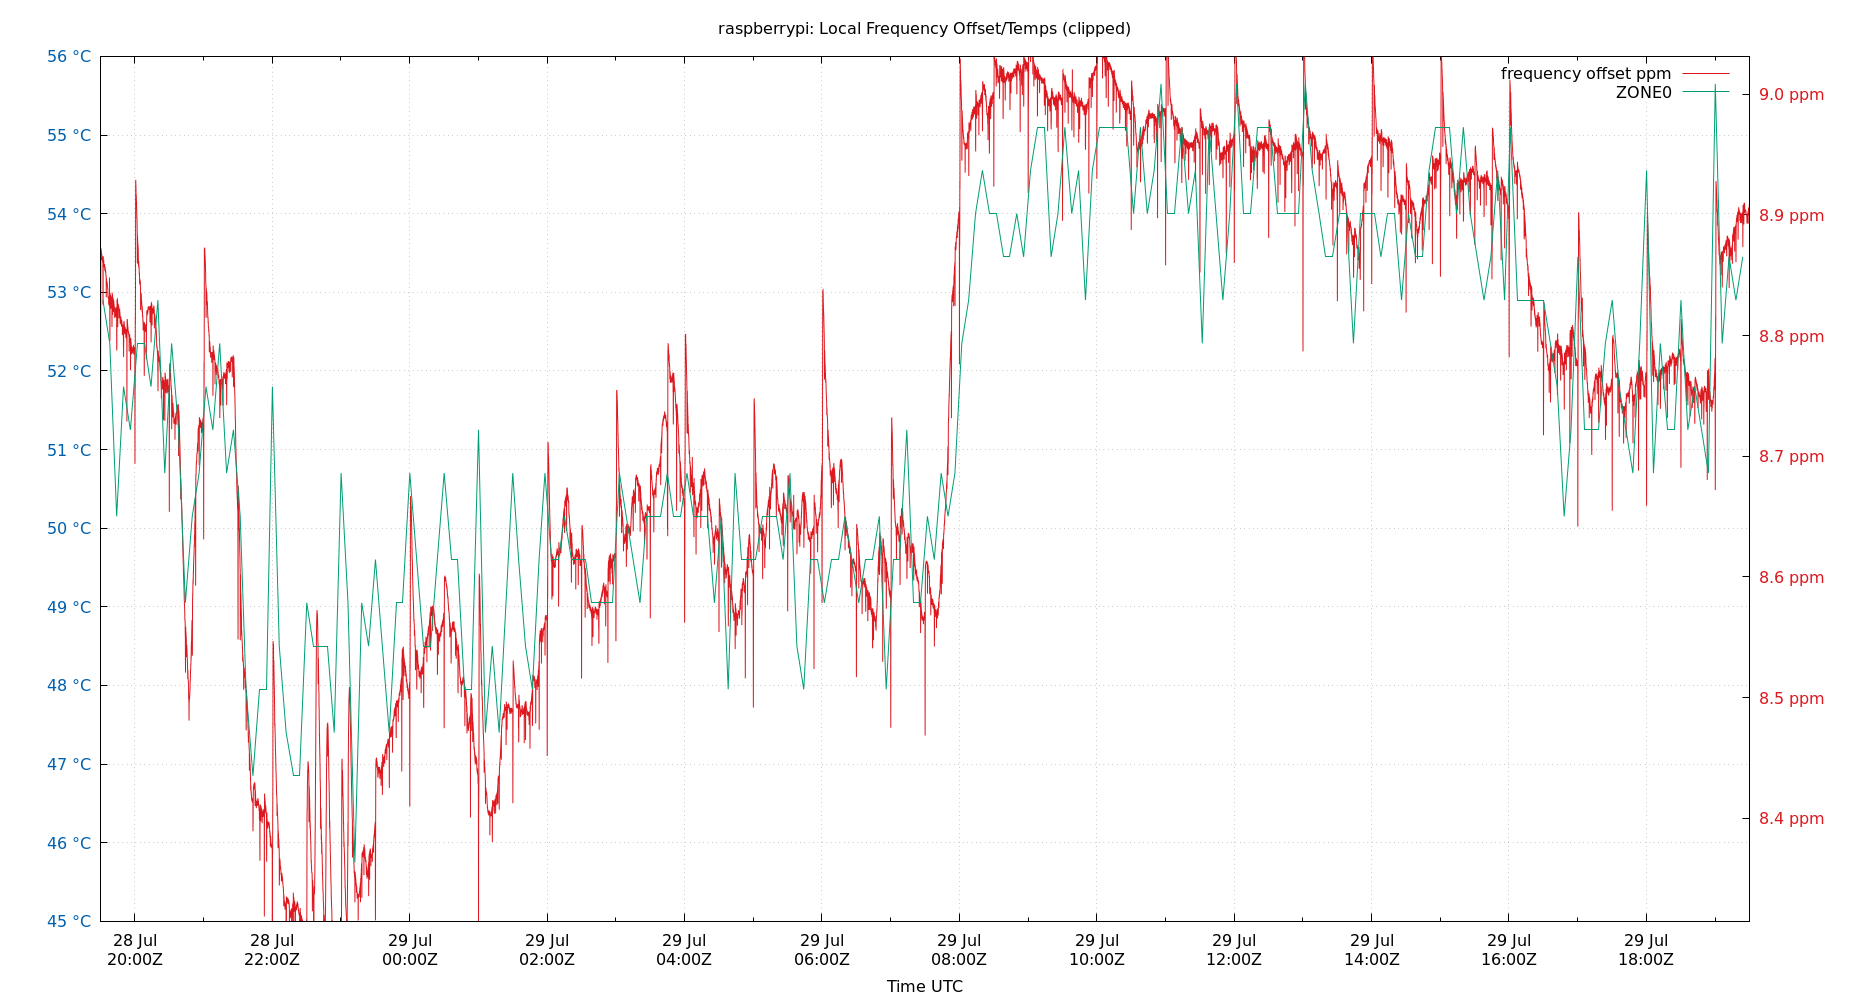 raspberrypi: Local Frequency Offset/Temps (clipped)
frequency offset ppm
ZONE0
56 °C
55 °C
54 °C
53 °C
52 °C
51 °C
50 °C
49 °C
48 °C
47 °C
46 °C
45 °C
9.0 ppm
8.9 ppm
8.8 ppm
8.7 ppm
8.6 ppm
8.5 ppm
8.4 ppm
28 Jul 28 Jul 29 Jul 29 Jul 29 Jul 29 Jul 29 Jul 29 Jul 29 Jul 29 Jul 29 Jul 29 Jul
20:00Z 22:00Z 00:00Z 02:00Z 04:00Z 06:00Z 08:00Z 10:00Z 12:00Z 14:00Z 16:00Z 18:00Z
Time UTC